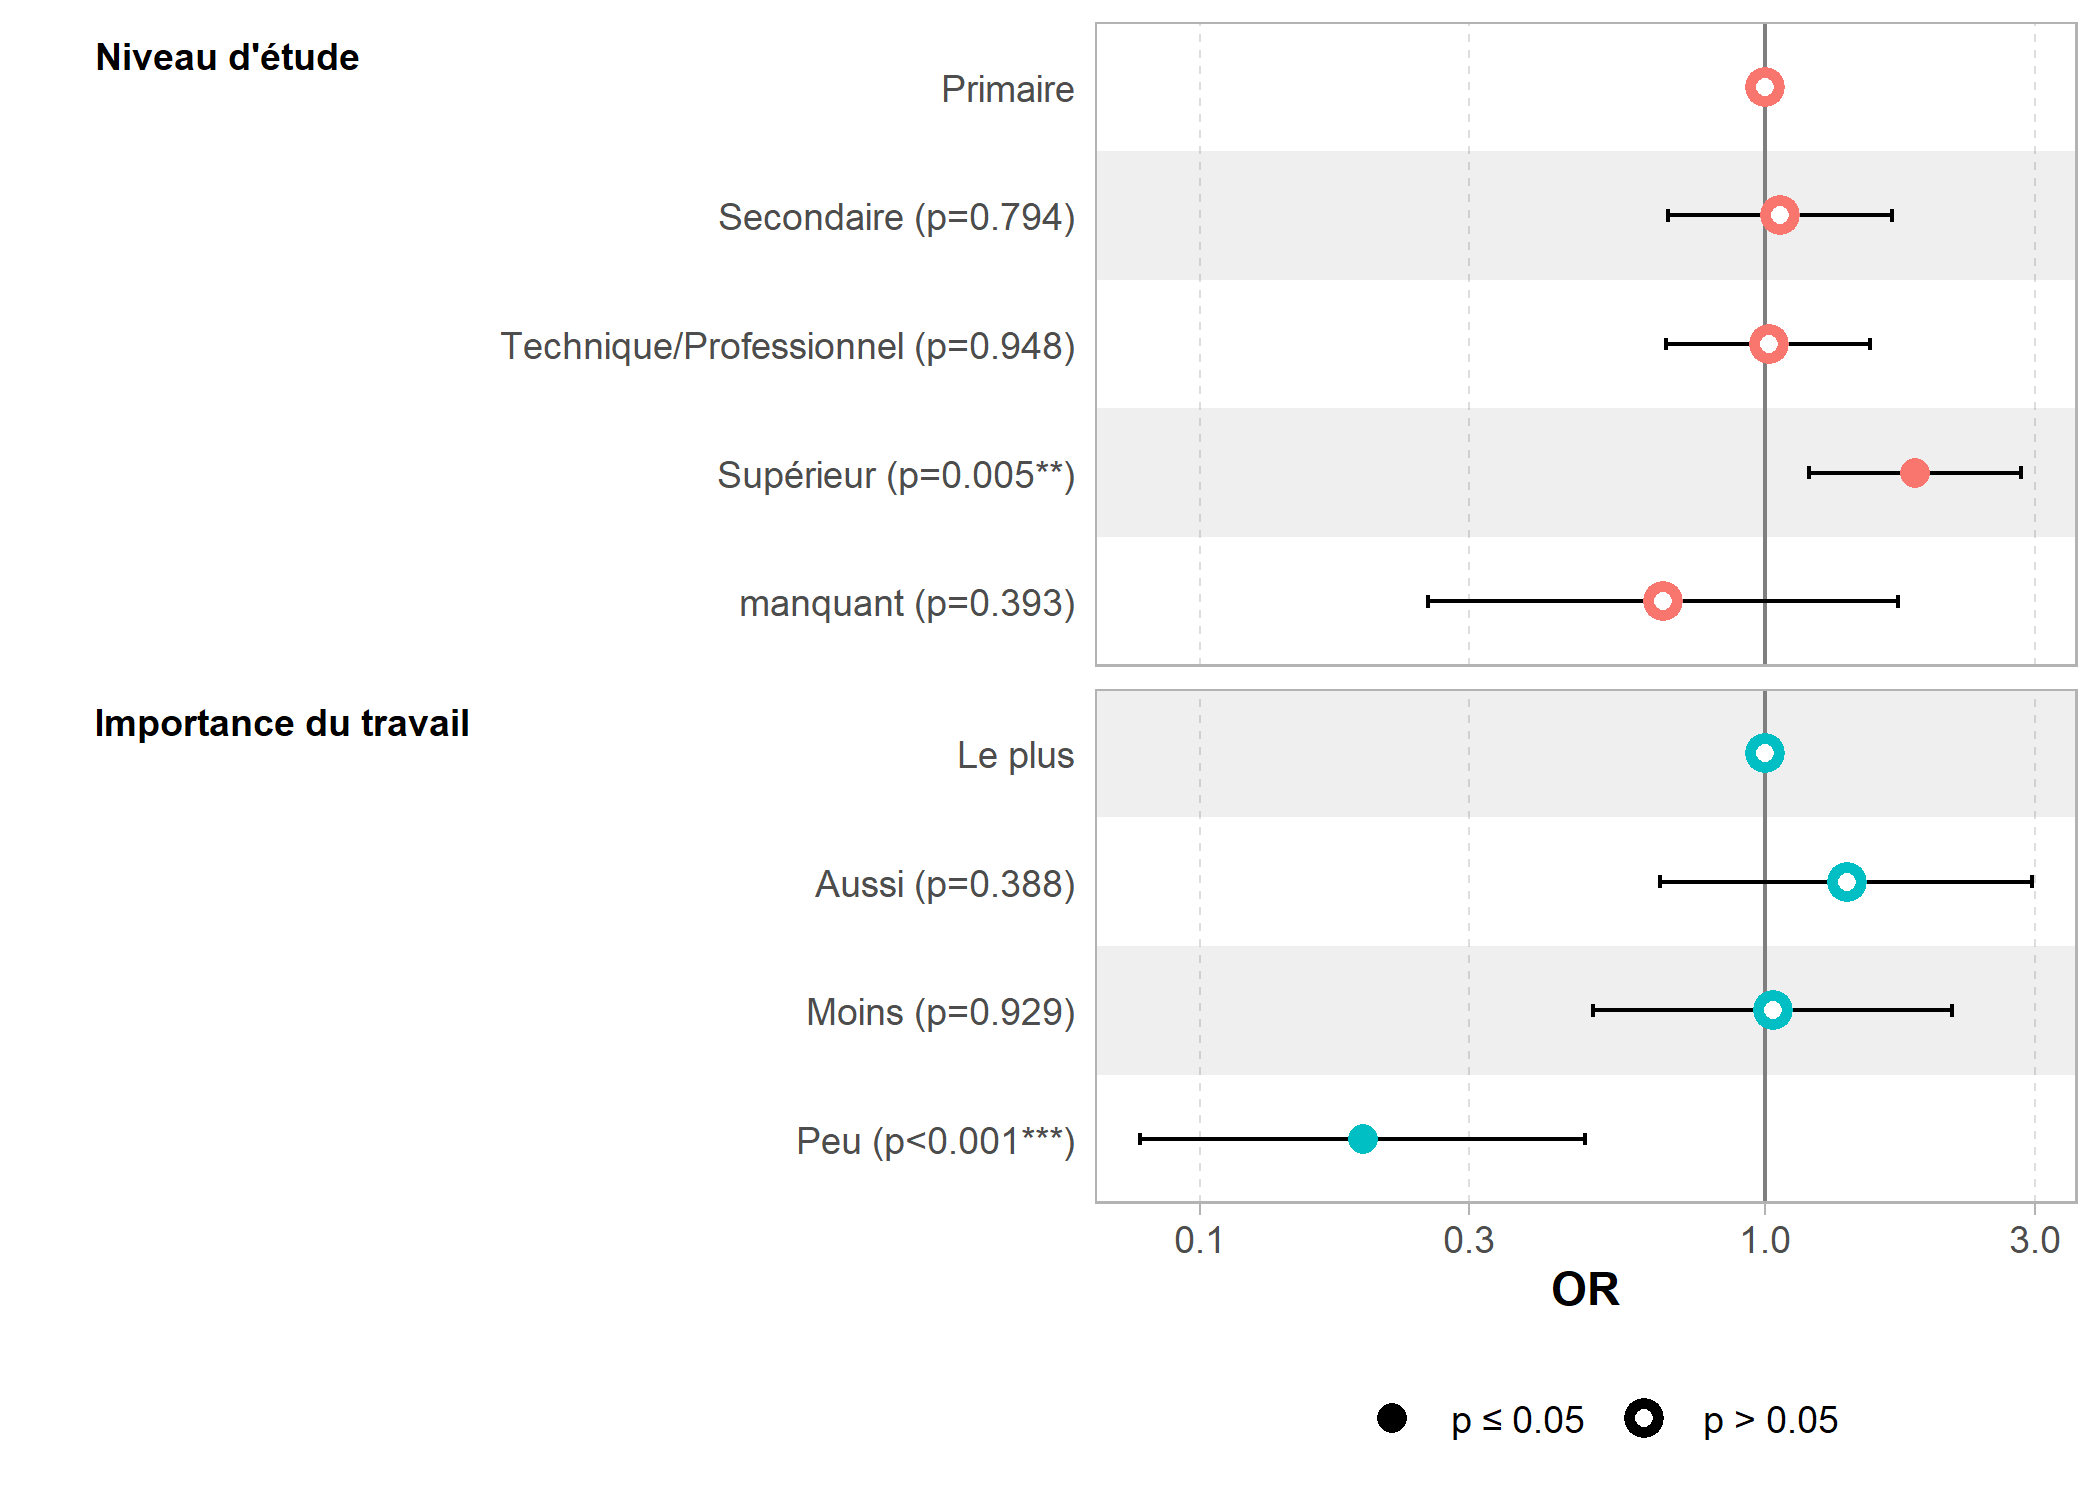 Niveau d'étude
Primaire
Secondaire (p=0.794)
Technique/Professionnel (p=0.948)
Supérieur (p=0.005**)
manquant (p=0.393)
Importance du travail
Le plus
Aussi (p=0.388)
Moins (p=0.929)
Peu (p<0.001***)
0.1 0.3 1.0 3.0
OR
p ≤ 0.05 p > 0.05